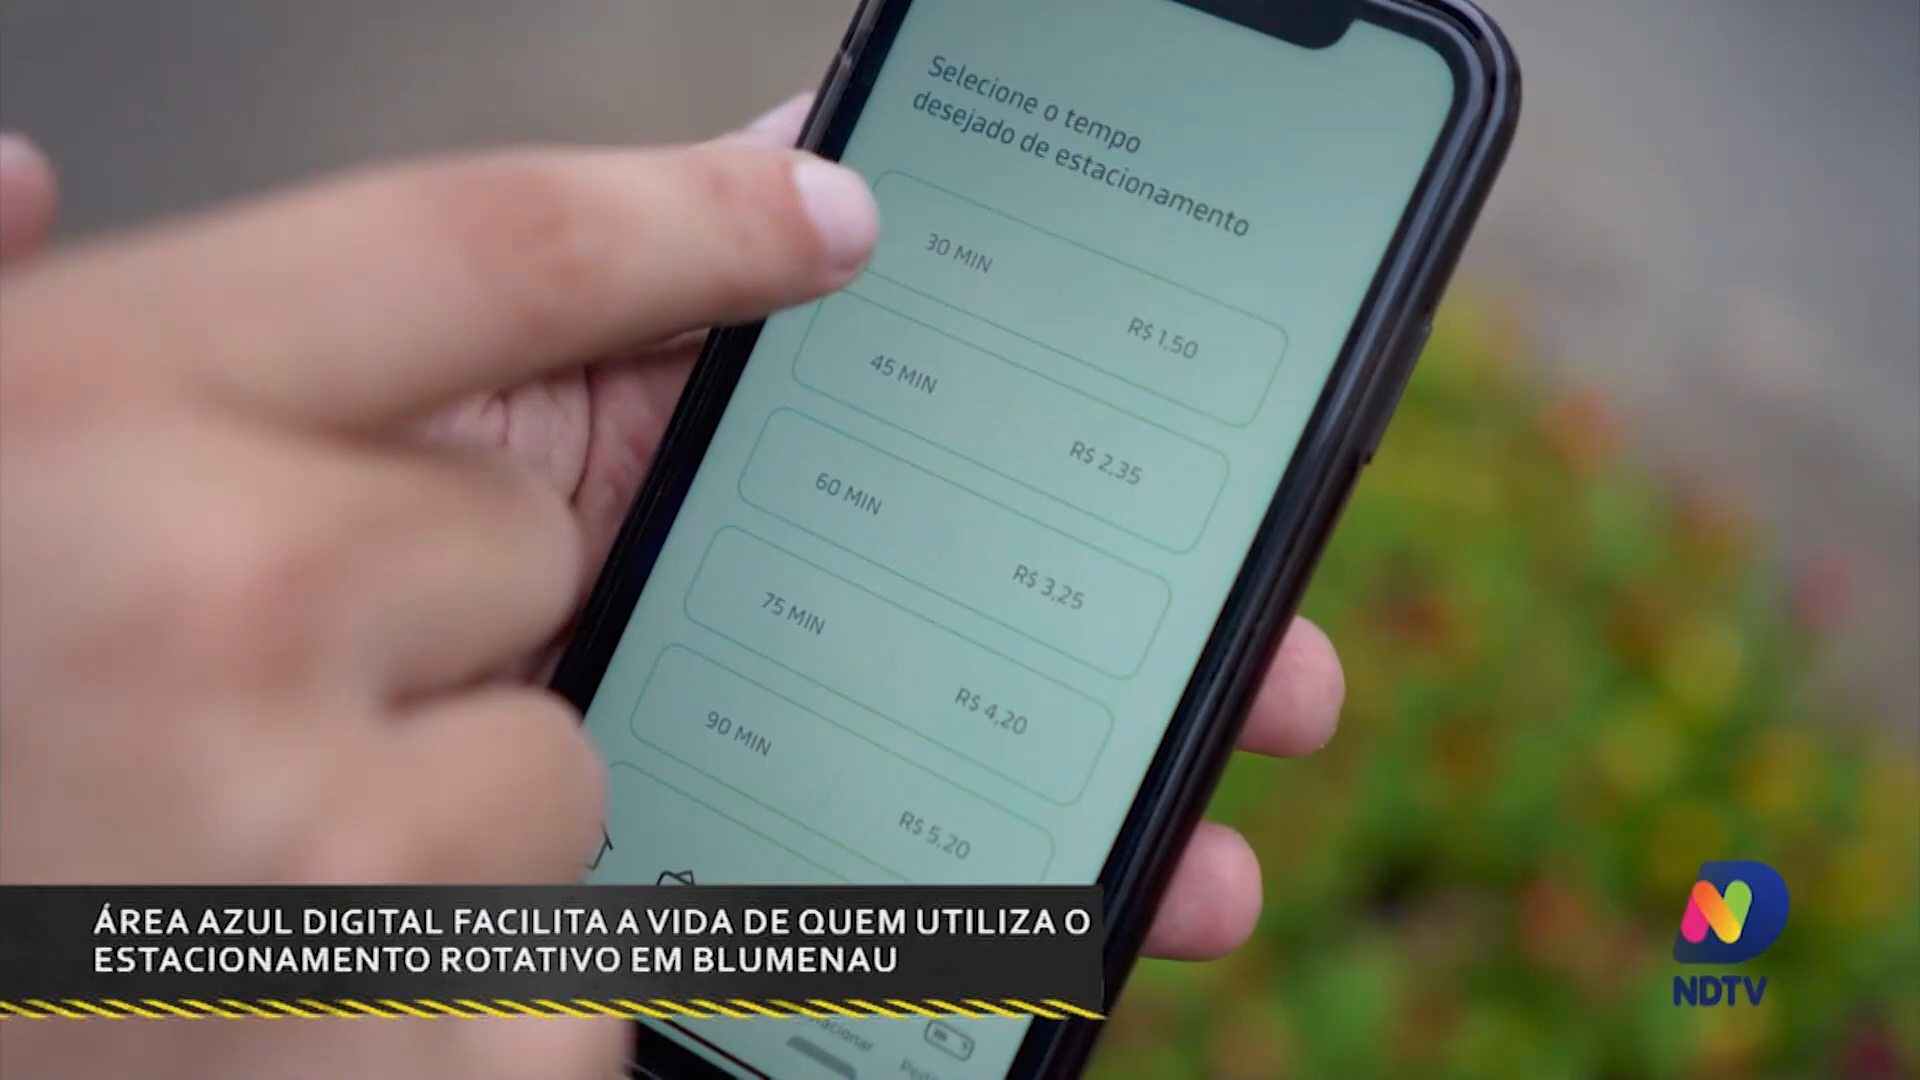 Selecione o tempo
desejado de estacionamento
30 MIN
R$ 1,50
45 MIN
R$ 2,35
60 MIN
R$ 3,25
75 MIN
R$ 4,20
90 MIN
R$ 5,20
ÁREA AZUL DIGITAL FACILITA A VIDA DE QUEM UTILIZA O
ESTACIONAMENTO ROTATIVO EM BLUMENAU
NDTV